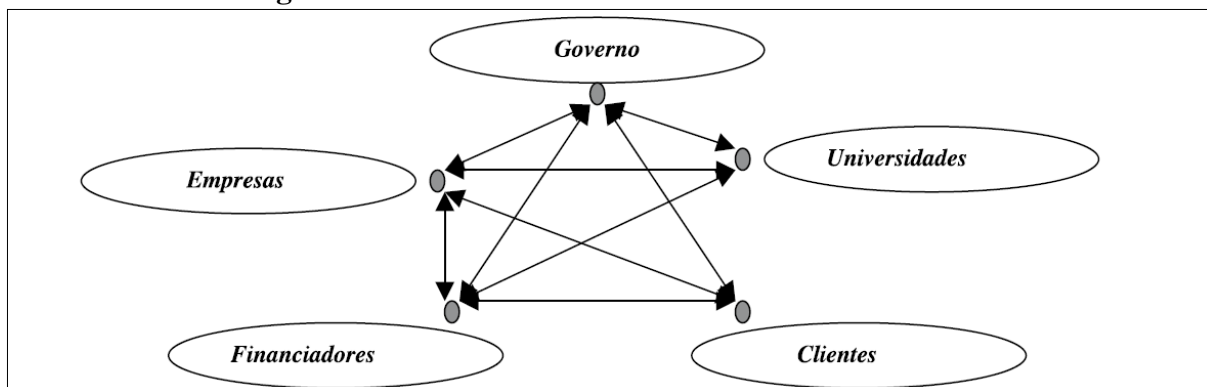 Governo
Universidades
Empresas
Financiadores
Clientes